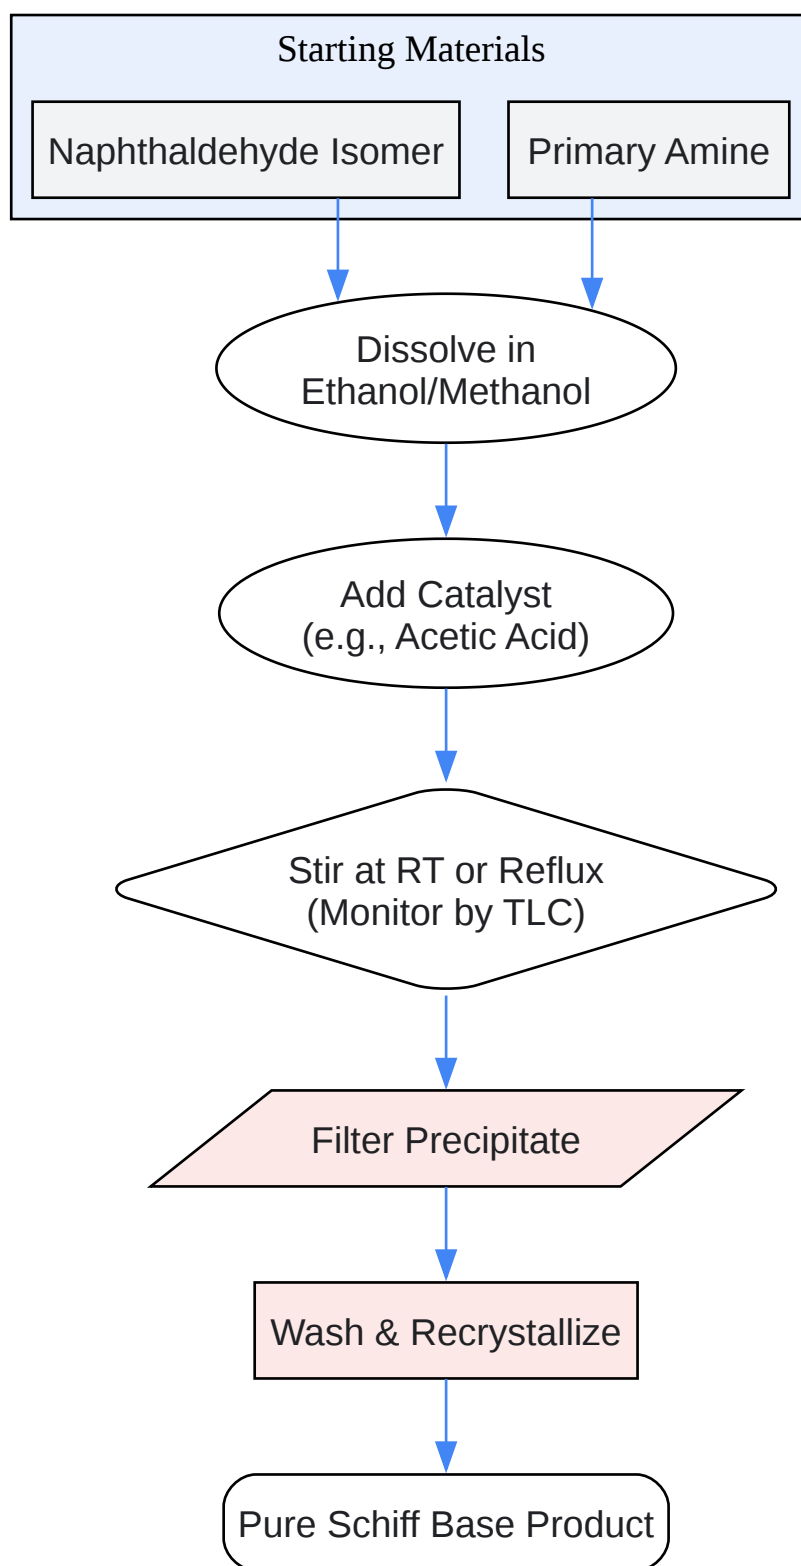 Starting Materials
Naphthaldehyde Isomer
Primary Amine
Dissolve in
Ethanol/Methanol
Add Catalyst
(e.g., Acetic Acid)
Stir at RT or Reflux
(Monitor by TLC)
Filter Precipitate
Wash & Recrystallize
Pure Schiff Base Product